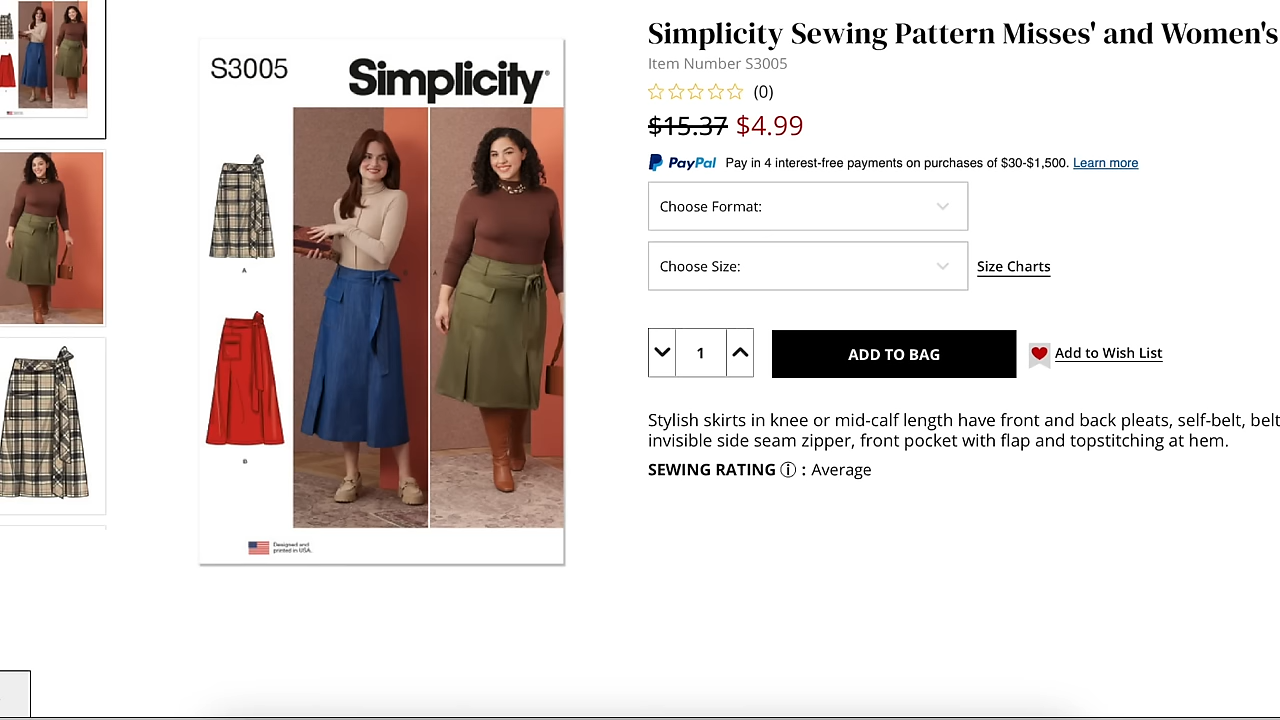 Simplicity Sewing Pattern Misses' and Women's
Item Number S3005
(0)
$15.37 $4.99
PayPal Pay in 4 interest-free payments on purchases of $30-$1,500. Learn more
Choose Format:
Choose Size:
Size Charts
1
ADD TO BAG
Add to Wish List
Stylish skirts in knee or mid-calf length have front and back pleats, self-belt, belt
invisible side seam zipper, front pocket with flap and topstitching at hem.
SEWING RATING ⓘ : Average
S3005
Simplicity®
A
B
A
Designed and
printed in USA.